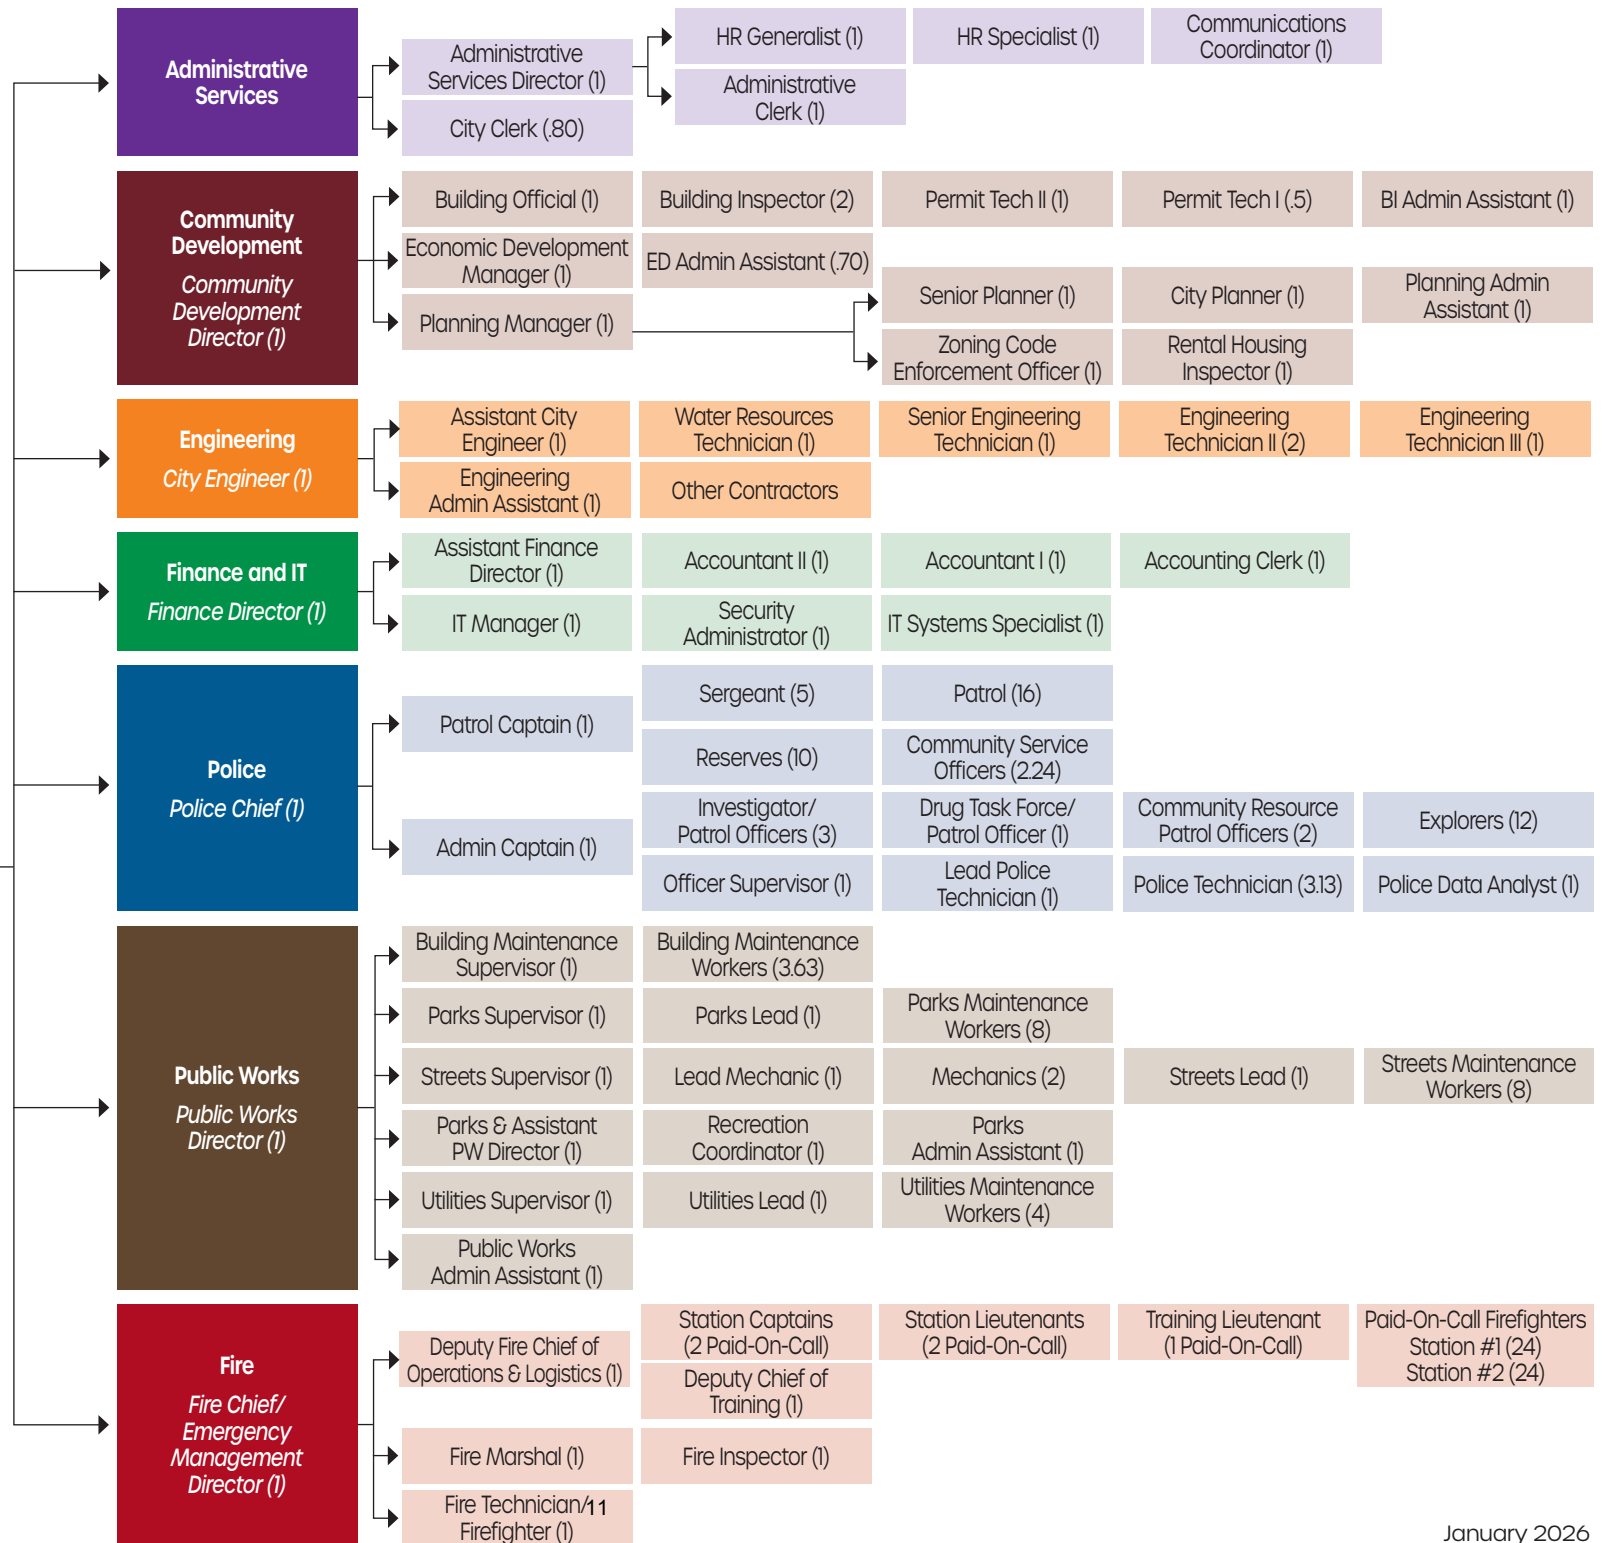 Administrative
Services
Administrative
Services Director (1)
City Clerk (.80)
HR Generalist (1)
HR Specialist (1)
Communications
Coordinator (1)
Administrative
Clerk (1)
Community
Development
Community
Development
Director (1)
Building Official (1)
Building Inspector (2)
Permit Tech II (1)
Permit Tech I (.5)
BI Admin Assistant (1)
Economic Development
Manager (1)
ED Admin Assistant (.70)
Planning Manager (1)
Senior Planner (1)
City Planner (1)
Planning Admin
Assistant (1)
Zoning Code
Enforcement Officer (1)
Rental Housing
Inspector (1)
Engineering
City Engineer (1)
Assistant City
Engineer (1)
Water Resources
Technician (1)
Senior Engineering
Technician (1)
Engineering
Technician II (2)
Engineering
Technician III (1)
Engineering
Admin Assistant (1)
Other Contractors
Finance and IT
Finance Director (1)
Assistant Finance
Director (1)
Accountant II (1)
Accountant I (1)
Accounting Clerk (1)
IT Manager (1)
Security
Administrator (1)
IT Systems Specialist (1)
Police
Police Chief (1)
Patrol Captain (1)
Sergeant (5)
Patrol (16)
Reserves (10)
Community Service
Officers (2.24)
Admin Captain (1)
Investigator/
Patrol Officers (3)
Drug Task Force/
Patrol Officer (1)
Community Resource
Patrol Officers (2)
Explorers (12)
Officer Supervisor (1)
Lead Police
Technician (1)
Police Technician (3.13)
Police Data Analyst (1)
Public Works
Public Works
Director (1)
Building Maintenance
Supervisor (1)
Building Maintenance
Workers (3.63)
Parks Supervisor (1)
Parks Lead (1)
Parks Maintenance
Workers (8)
Streets Supervisor (1)
Lead Mechanic (1)
Mechanics (2)
Streets Lead (1)
Streets Maintenance
Workers (8)
Parks & Assistant
PW Director (1)
Recreation
Coordinator (1)
Parks
Admin Assistant (1)
Utilities Supervisor (1)
Utilities Lead (1)
Utilities Maintenance
Workers (4)
Public Works
Admin Assistant (1)
Fire
Fire Chief/
Emergency
Management
Director (1)
Deputy Fire Chief of
Operations & Logistics (1)
Station Captains
(2 Paid-On-Call)
Station Lieutenants
(2 Paid-On-Call)
Training Lieutenant
(1 Paid-On-Call)
Paid-On-Call Firefighters
Station #1 (24)
Station #2 (24)
Deputy Chief of
Training (1)
Fire Marshal (1)
Fire Inspector (1)
Fire Technician/11
Firefighter (1)
January 2026